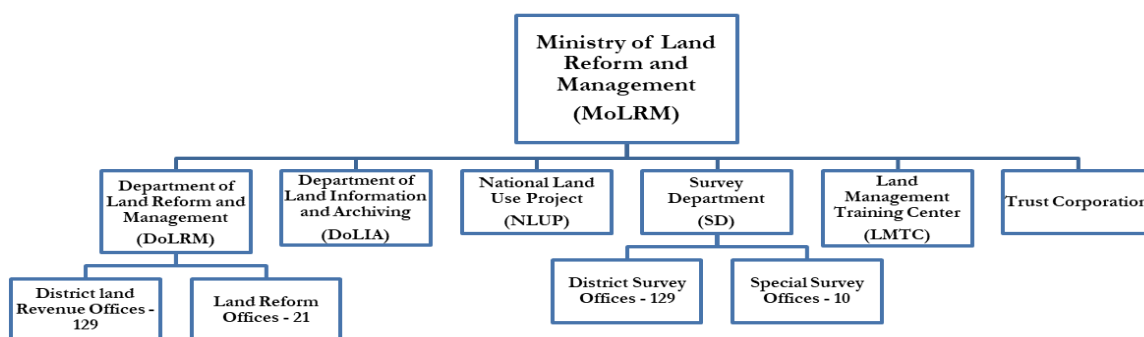 Ministry of Land
Reform and
Management
(MoLRM)
Department of
Land Reform and
Management
(DoLRM)
Department of
Land Information
and Archiving
(DoLIA)
National Land
Use Project
(NLUP)
Survey
Department
(SD)
Land
Management
Training Center
(LMTC)
Trust Corporation
District land
Revenue Offices -
129
Land Reform
Offices - 21
District Survey
Offices - 129
Special Survey
Offices - 10